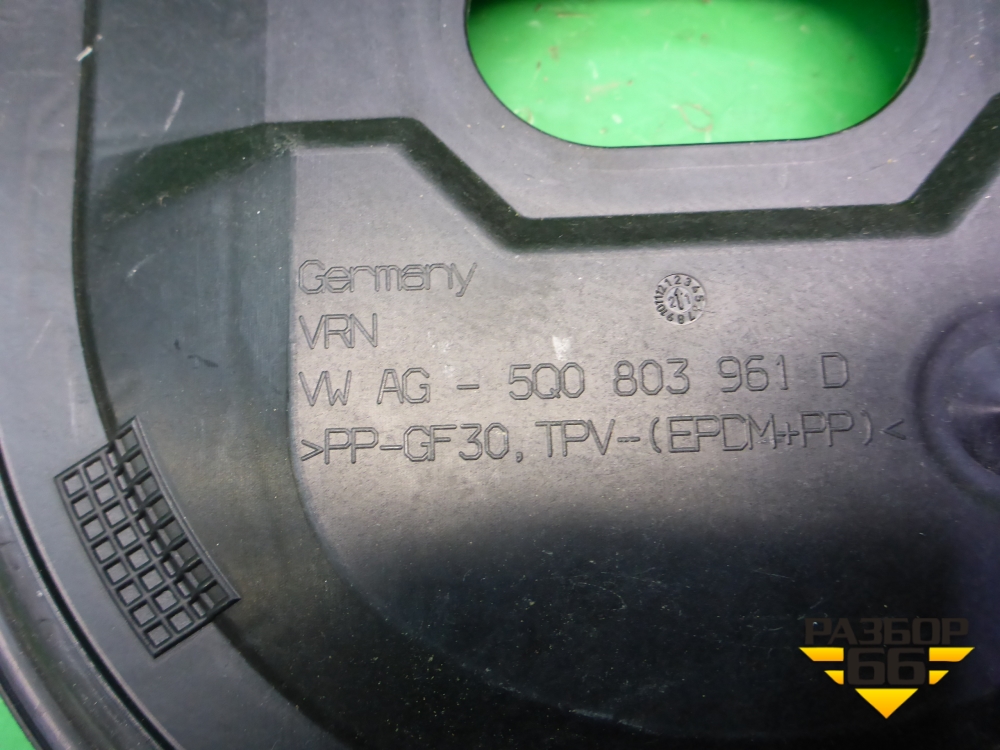 Germany
VRN
VW AG - 5Q0 803 961 D
>PP-GF30, TPV-(EPDM+PP)<
РАЗБОР
66